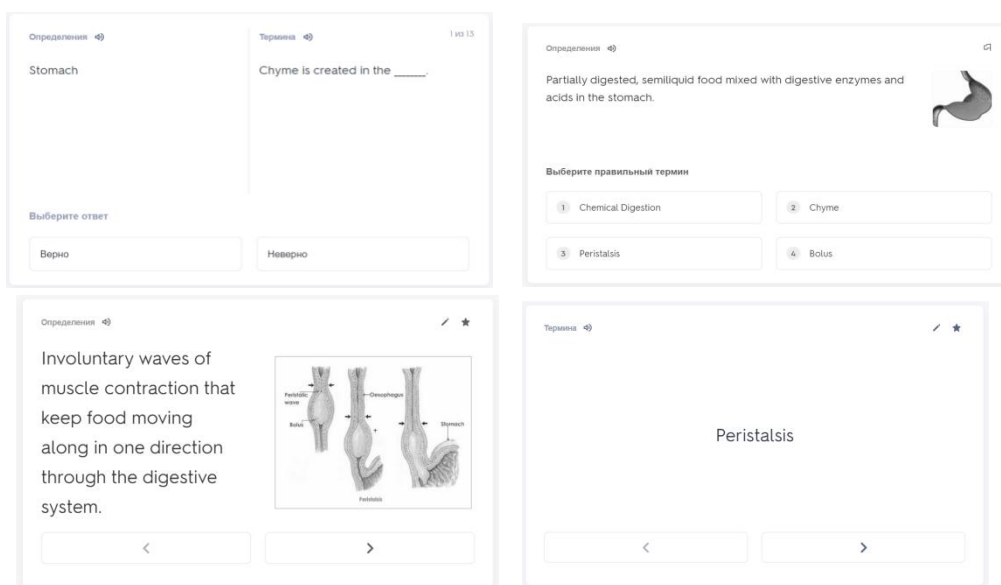 Определения
Stomach
Выберите ответ
Верно
Термина
1 из 13
Chyme is created in the ______.
Неверно
Определения
Partially digested, semiliquid food mixed with digestive enzymes and
acids in the stomach.
Выберите правильный термин
1 Chemical Digestion
2 Chyme
3 Peristalsis
4 Bolus
Определения
Involuntary waves of
muscle contraction that
keep food moving
along in one direction
through the digestive
system.
Peristaltic
wave
Bolus
Oesophagus
Stomach
Peristalsis
Термина
Peristalsis